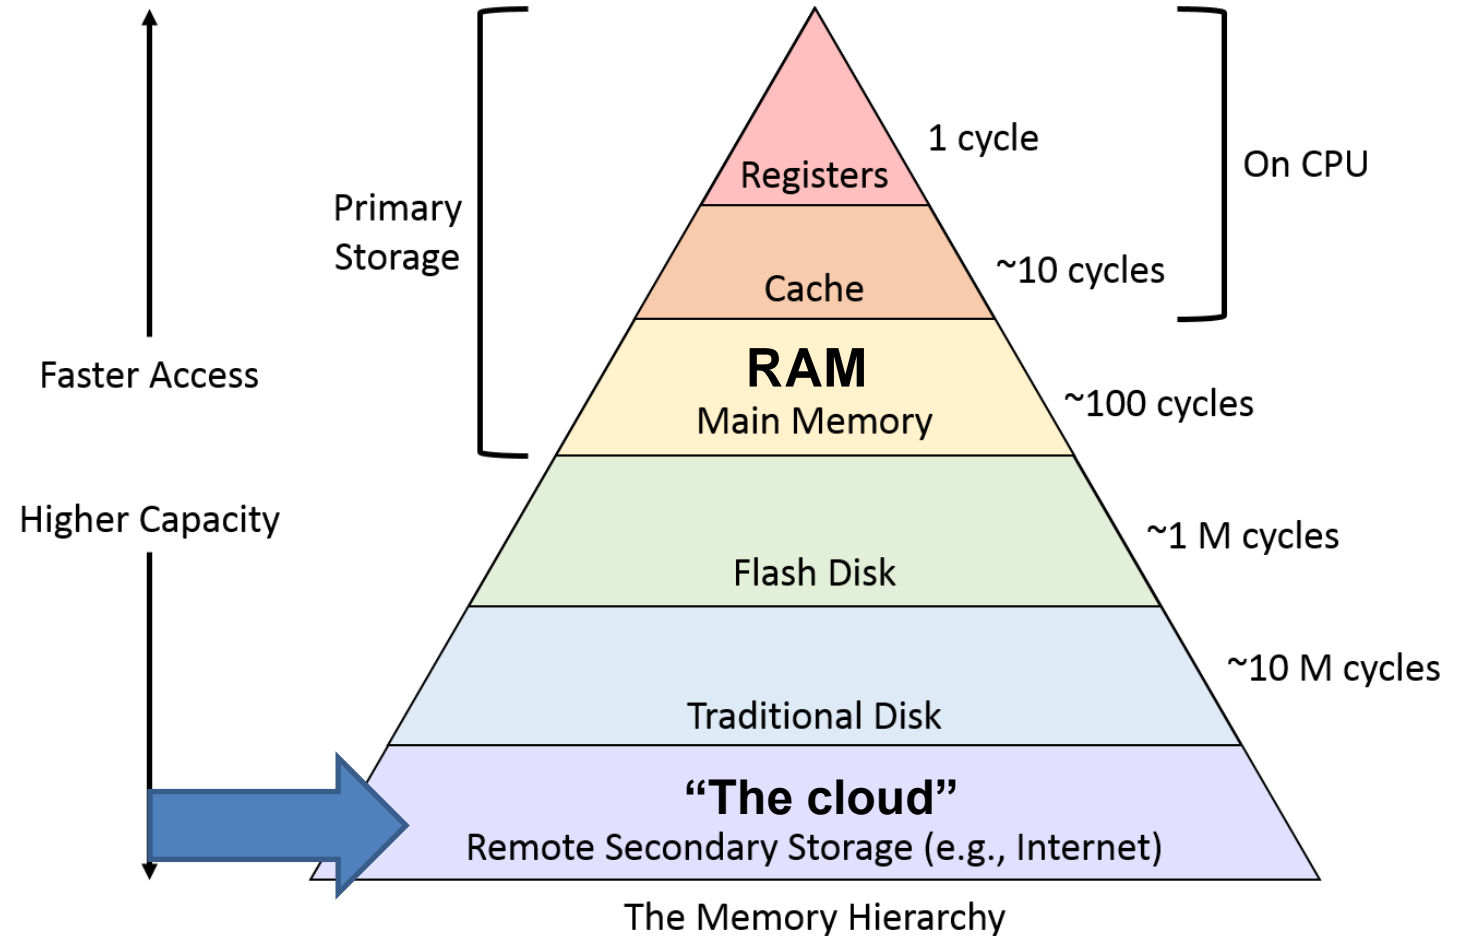 1 cycle
On CPU
Registers
Primary
Storage
~10 cycles
Cache
RAM
Main Memory
Faster Access
~100 cycles
Higher Capacity
~1 M cycles
Flash Disk
~10 M cycles
Traditional Disk
“The cloud”
Remote Secondary Storage (e.g., Internet)
The Memory Hierarchy